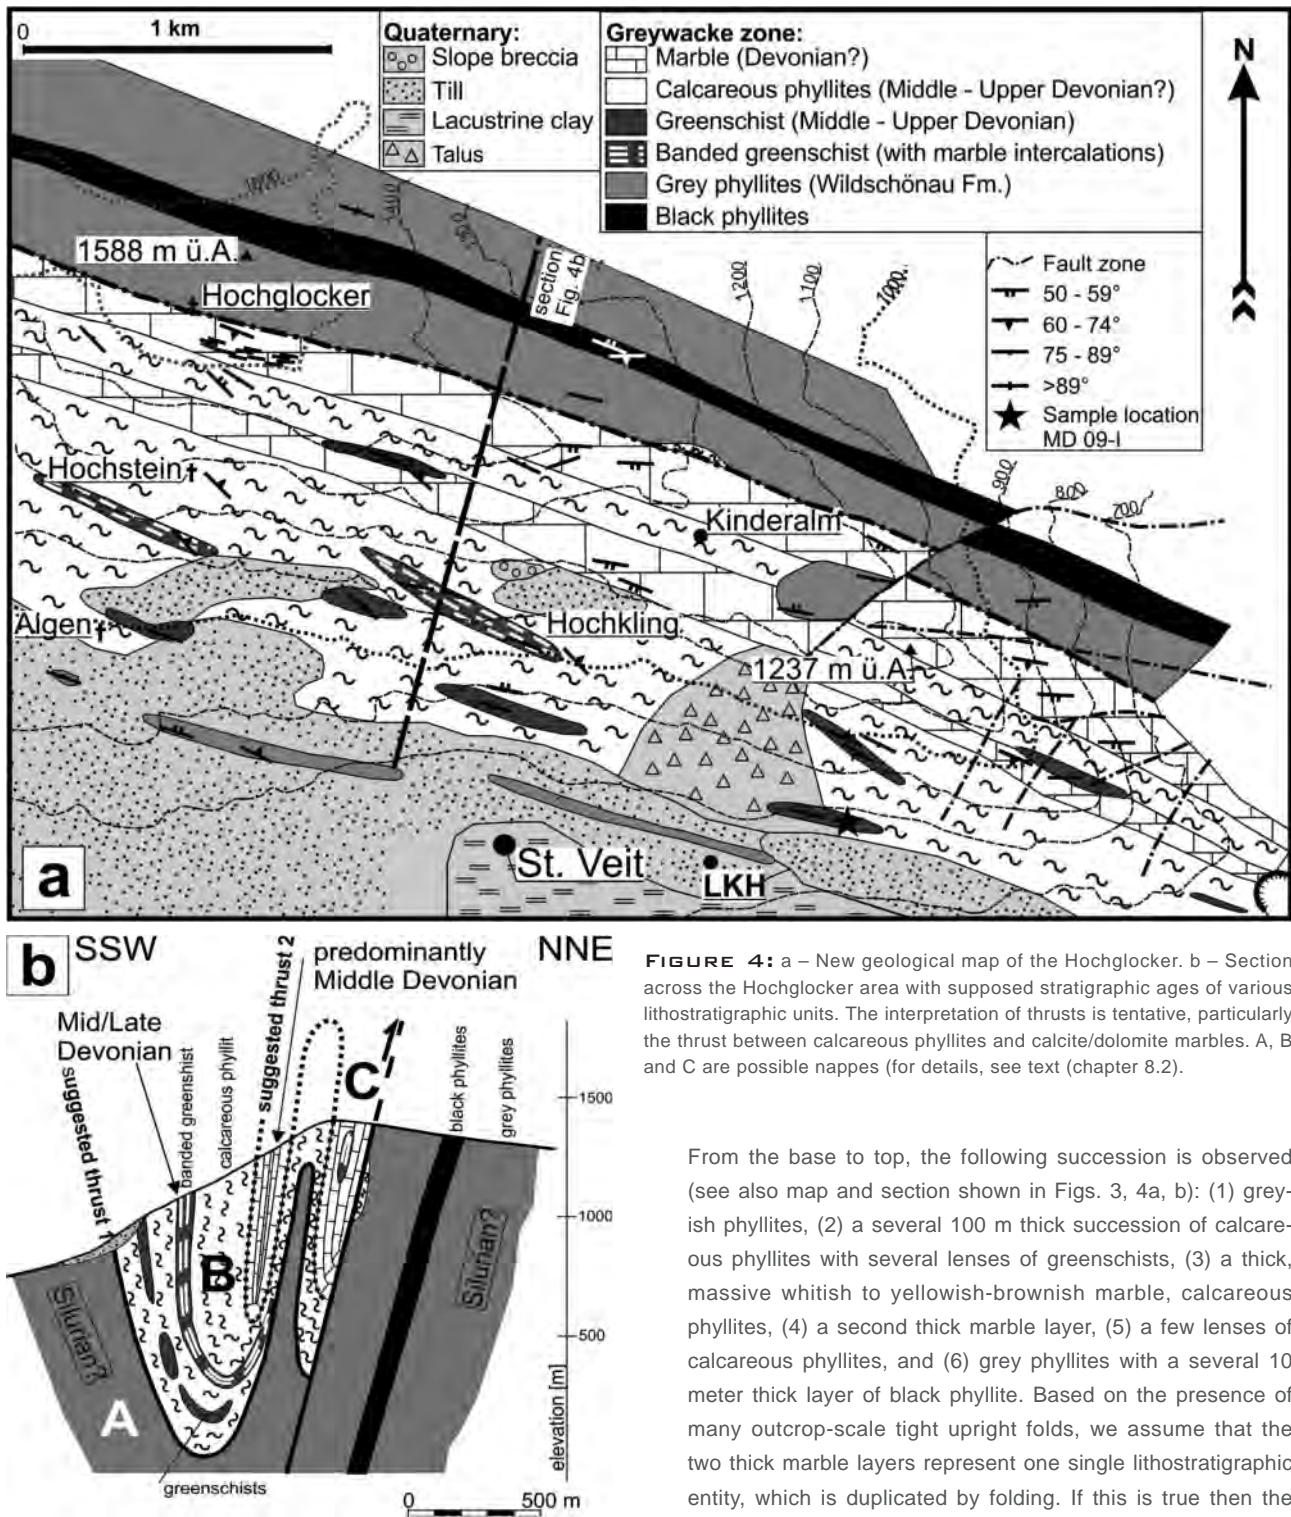 0
1 km
Quaternary:
Slope breccia
Till
Lacustrine clay
Talus
Greywacke zone:
Marble (Devonian?)
Calcareous phyllites (Middle - Upper Devonian?)
Greenschist (Middle - Upper Devonian)
Banded greenschist (with marble intercalations)
Grey phyllites (Wildschönau Fm.)
Black phyllites
N
Fault zone
50 - 59°
60 - 74°
75 - 89°
>89°
Sample location
MD 09-I
1400
1200
1100
1000
900
800
700
section
Fig. 4b
1588 m ü.A.
Hochglocker
Hochstein
Kinderalm
Algen
Hochkling
1237 m ü.A.
St. Veit
LKH
a
b
SSW
NNE
Mid/Late
Devonian
predominantly
Middle Devonian
suggested thrust 1
banded greenshist
calcareous phyllit
suggested thrust 2
black phyllites
grey phyllites
A
B
C
Silurian?
Silurian?
greenschists
1500
1000
500
elevation [m]
0
500 m
FIGURE 4: a – New geological map of the Hochglocker. b – Section
across the Hochglocker area with supposed stratigraphic ages of various
lithostratigraphic units. The interpretation of thrusts is tentative, particularly
the thrust between calcareous phyllites and calcite/dolomite marbles. A, B
and C are possible nappes (for details, see text (chapter 8.2).
From the base to top, the following succession is observed
(see also map and section shown in Figs. 3, 4a, b): (1) grey-
ish phyllites, (2) a several 100 m thick succession of calcare-
ous phyllites with several lenses of greenschists, (3) a thick,
massive whitish to yellowish-brownish marble, calcareous
phyllites, (4) a second thick marble layer, (5) a few lenses of
calcareous phyllites, and (6) grey phyllites with a several 10
meter thick layer of black phyllite. Based on the presence of
many outcrop-scale tight upright folds, we assume that the
two thick marble layers represent one single lithostratigraphic
entity, which is duplicated by folding. If this is true then the